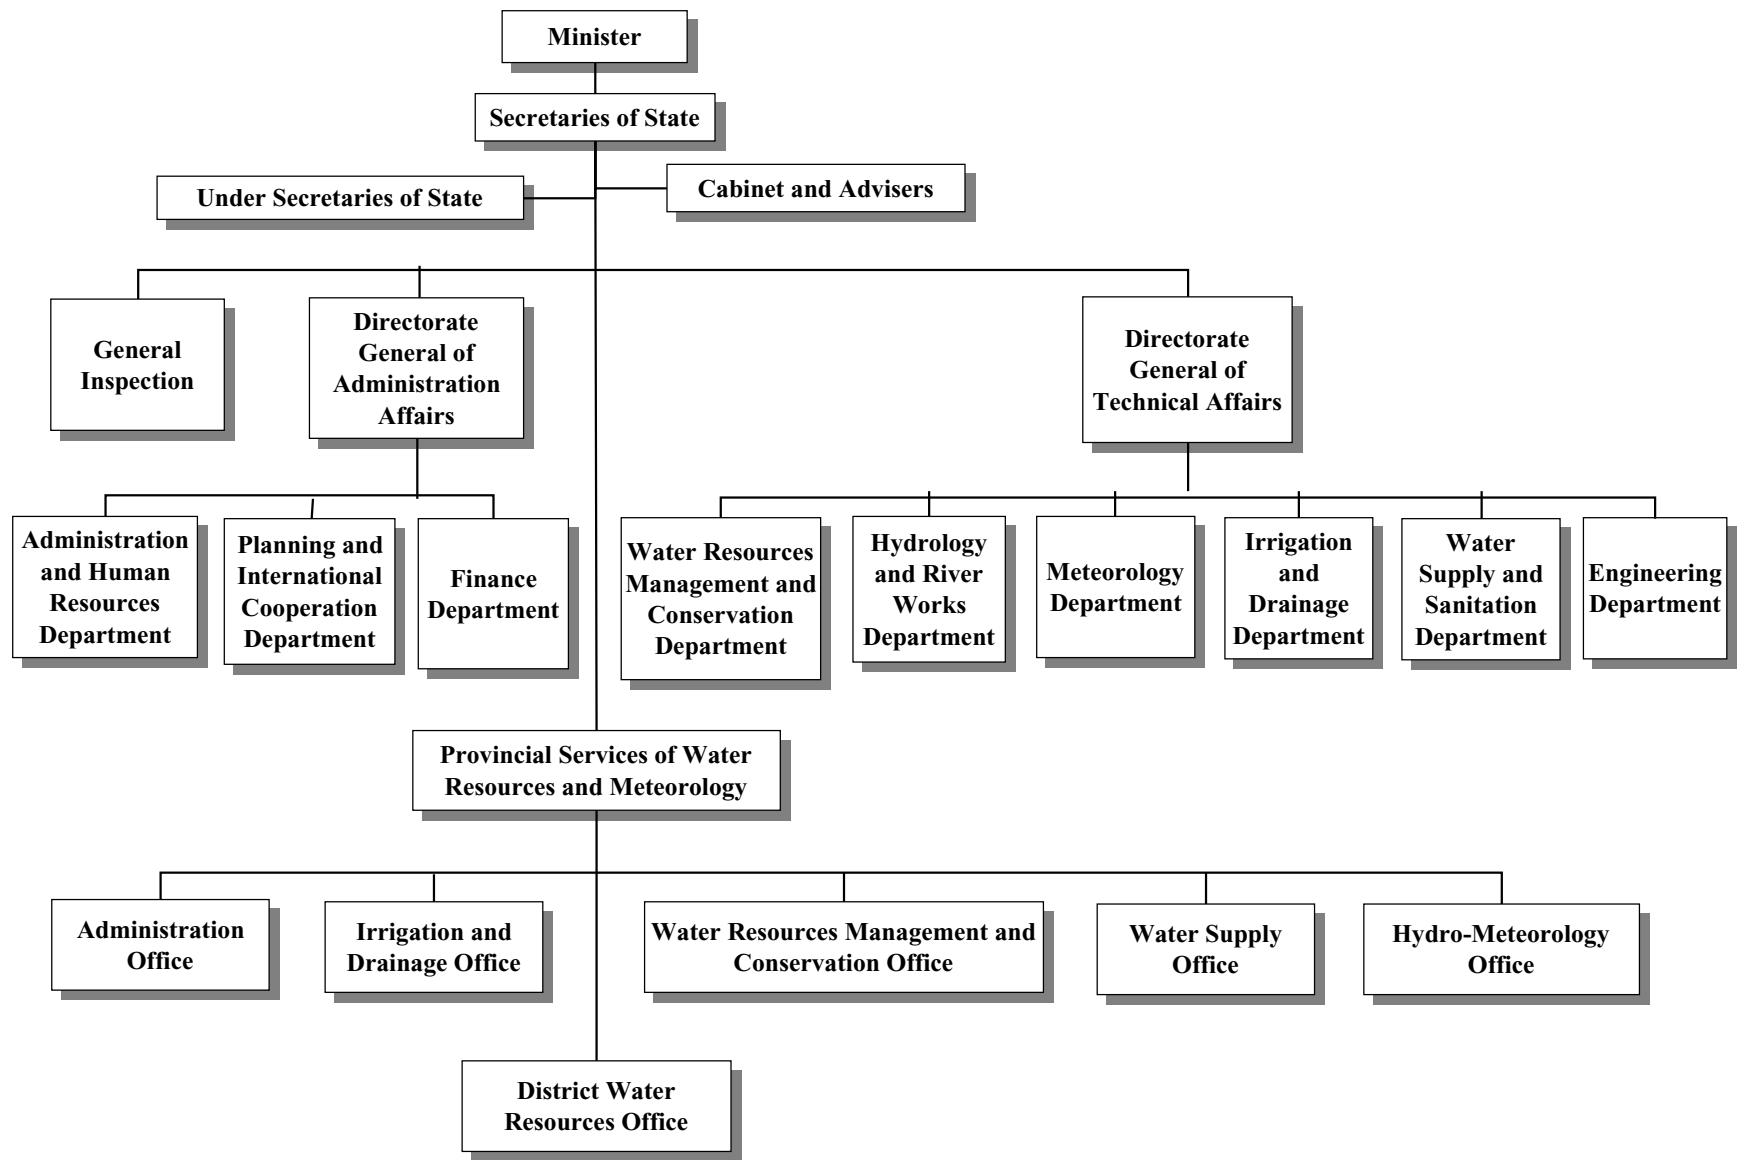 Minister
Secretaries of State
Under Secretaries of State
Cabinet and Advisers
General
Inspection
Directorate
General of
Administration
Affairs
Directorate
General of
Technical Affairs
Administration
and Human
Resources
Department
Planning and
International
Cooperation
Department
Finance
Department
Water Resources
Management and
Conservation
Department
Hydrology
and River
Works
Department
Meteorology
Department
Irrigation
and
Drainage
Department
Water
Supply and
Sanitation
Department
Engineering
Department
Provincial Services of Water
Resources and Meteorology
Administration
Office
Irrigation and
Drainage Office
Water Resources Management and
Conservation Office
Water Supply
Office
Hydro-Meteorology
Office
District Water
Resources Office